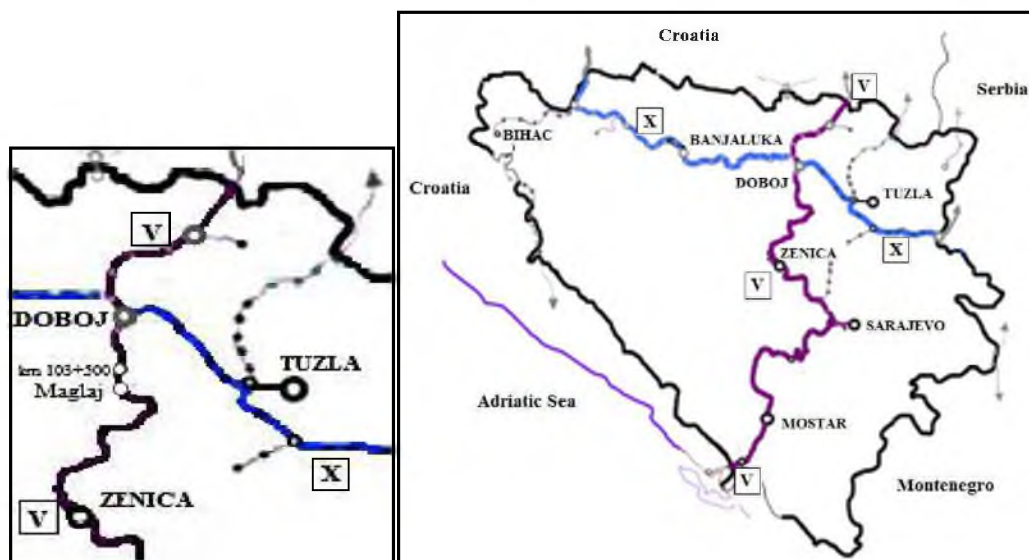 V
DOBOJ
km 103+500
Maglaj
TUZLA
X
V
ZENICA
Croatia
V
Serbia
X
BIHAC
BANJALUKA
DOBOJ
TUZLA
Croatia
X
ZENICA
V
SARAJEVO
Adriatic Sea
MOSTAR
V
Montenegro